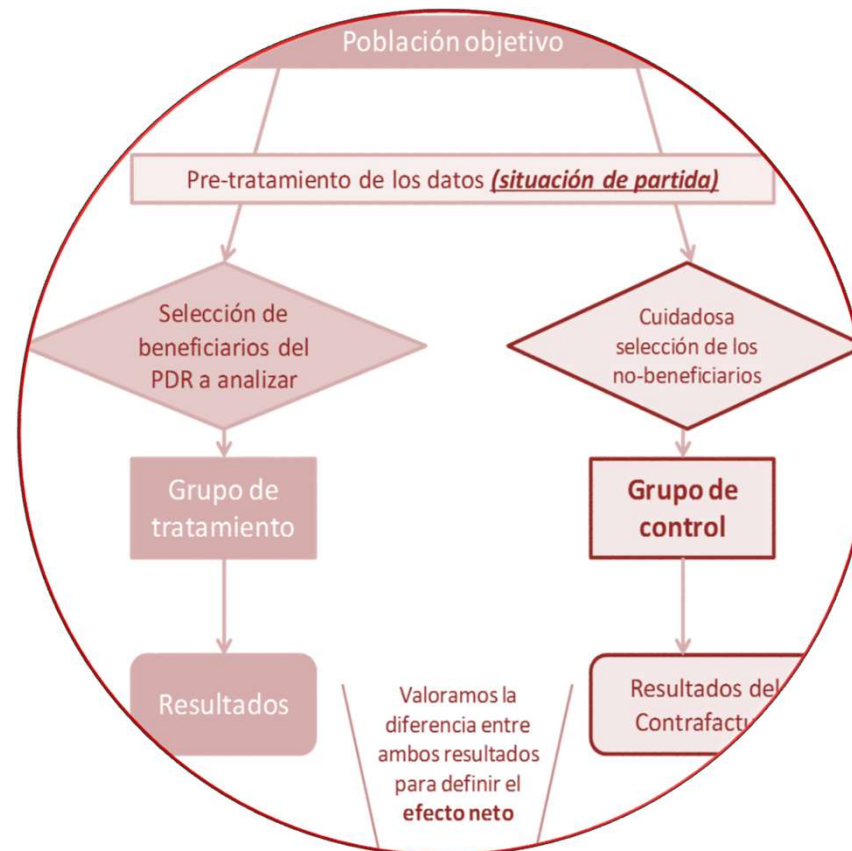 Población objetivo
Pre-tratamiento de los datos (situación de partida)
Selección de
beneficiarios del
PDR a analizar
Cuidadosa
selección de los
no-beneficiarios
Grupo de
tratamiento
Grupo de
control
Resultados
Valoramos la
diferencia entre
ambos resultados
para definir el
efecto neto
Resultados del